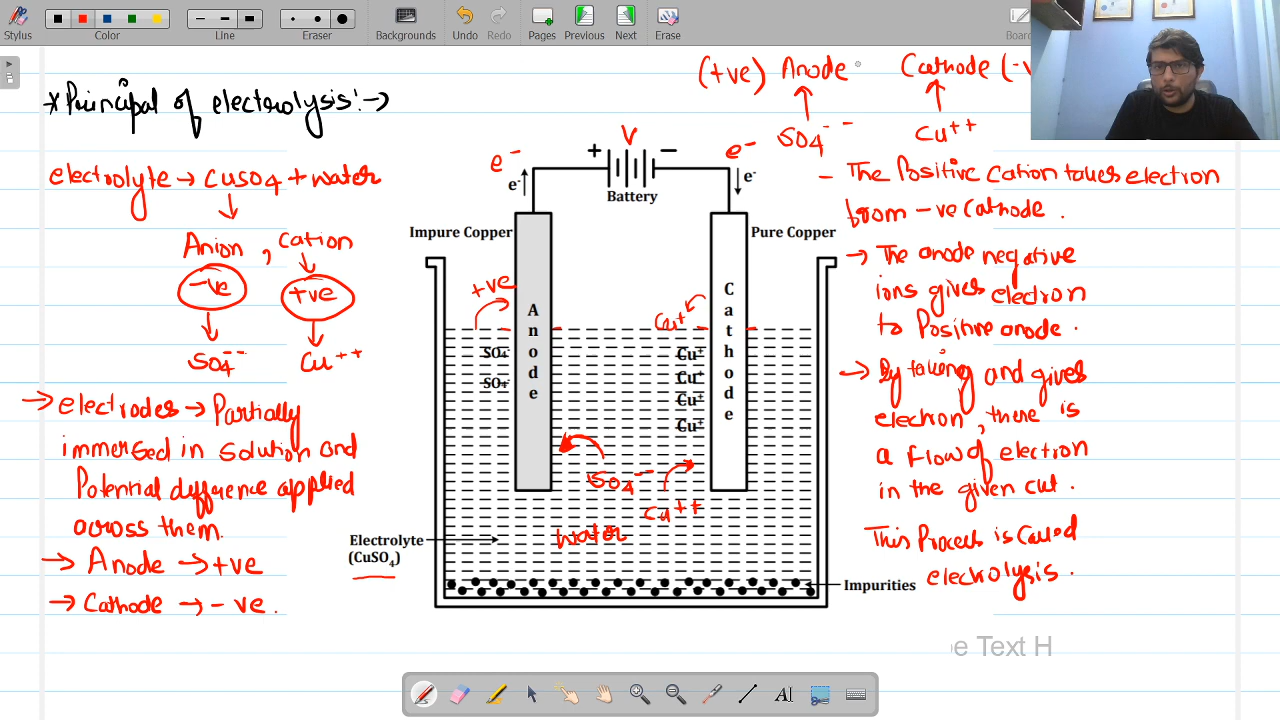 Stylus
Color
Line
Eraser
Backgrounds
Undo
Redo
Pages
Previous
Next
Erase
Board
* Principal of electrolysis :->
electrolyte -> CuSO4 + water
Anion , Cation
-ve +ve
SO4-- Cu++
-> electrodes -> Partially
immersed in solution and
Potential difference applied
across them.
-> Anode -> +ve
-> Cathode -> -ve.
V
e- + - e-
e- Battery e-
Impure Copper
Pure Copper
+ve
Anode
Cathode
Cu+
SO4-
SO4-
Cu+
Cu+
Cu+
Cu+
SO4--
Cu++
water
Electrolyte
(CuSO4)
Impurities
(+ve) Anode Cathode (-v
SO4-- Cu++
- The Positive Cation takes electron
from -ve Cathode.
-> The anode negative
ions gives electron
to Positive anode.
-> By taking and gives
electron, there is
a flow of electron
in the given cut.
This Process is called
electrolysis.
e Text H
AI